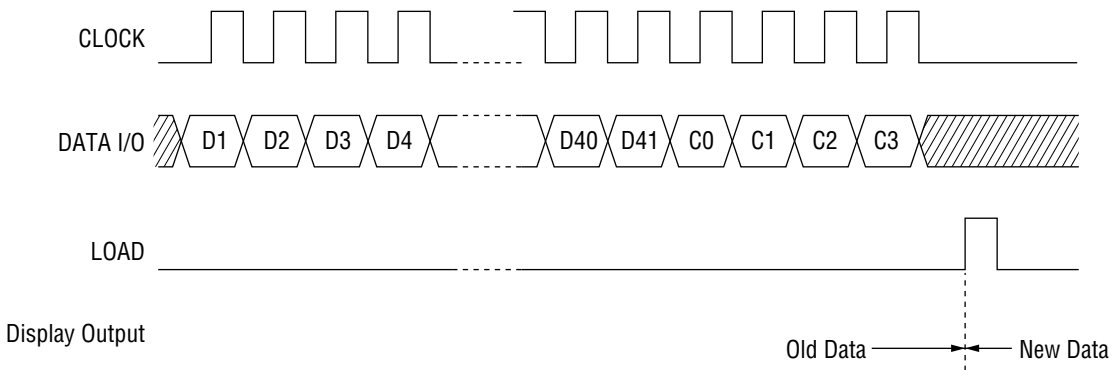 CLOCK
DATA I/O D1 D2 D3 D4 D40 D41 C0 C1 C2 C3
LOAD
Display Output
Old Data New Data